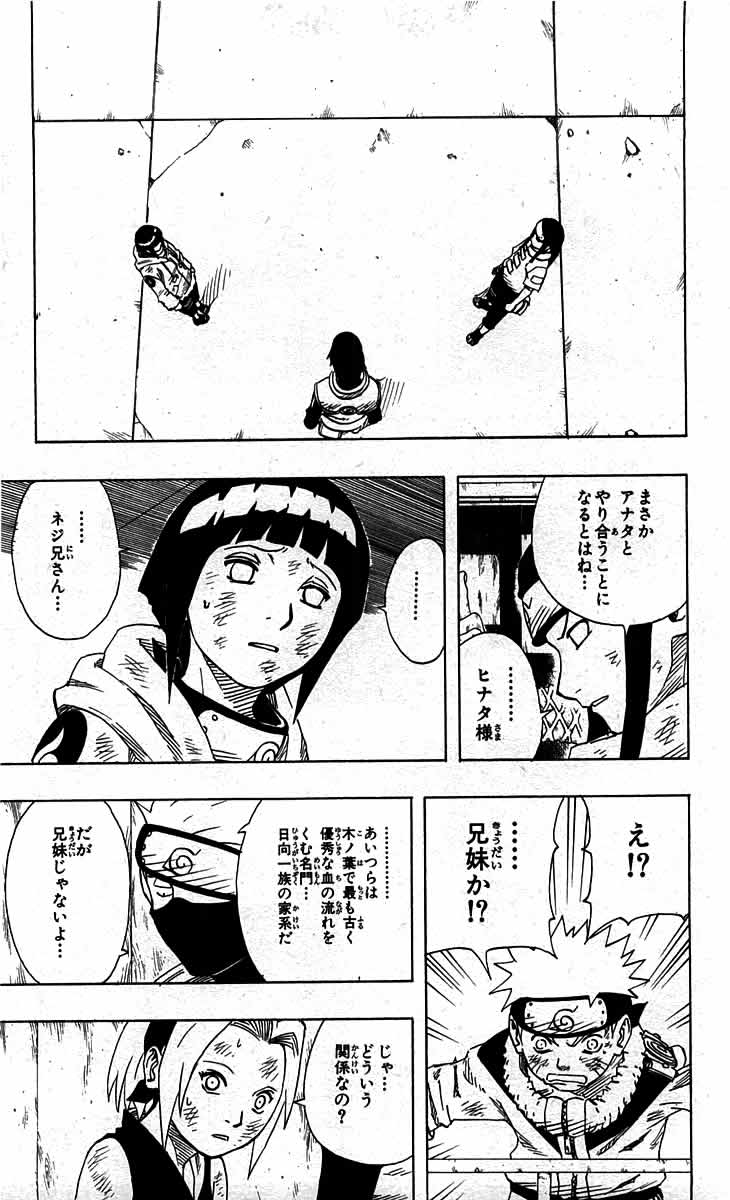 まさか
アナタと
やり合うことに
なるとはね…
………
ヒナタ様
……
……
ネジ兄さん…
え!?
……
兄妹か!?
………
あいつらは
木ノ葉で最も古く
優秀な血の流れを
くむ名門…
日向一族の家系だ
だが
兄妹じゃないよ…
じゃ…
どういう
関係なの?